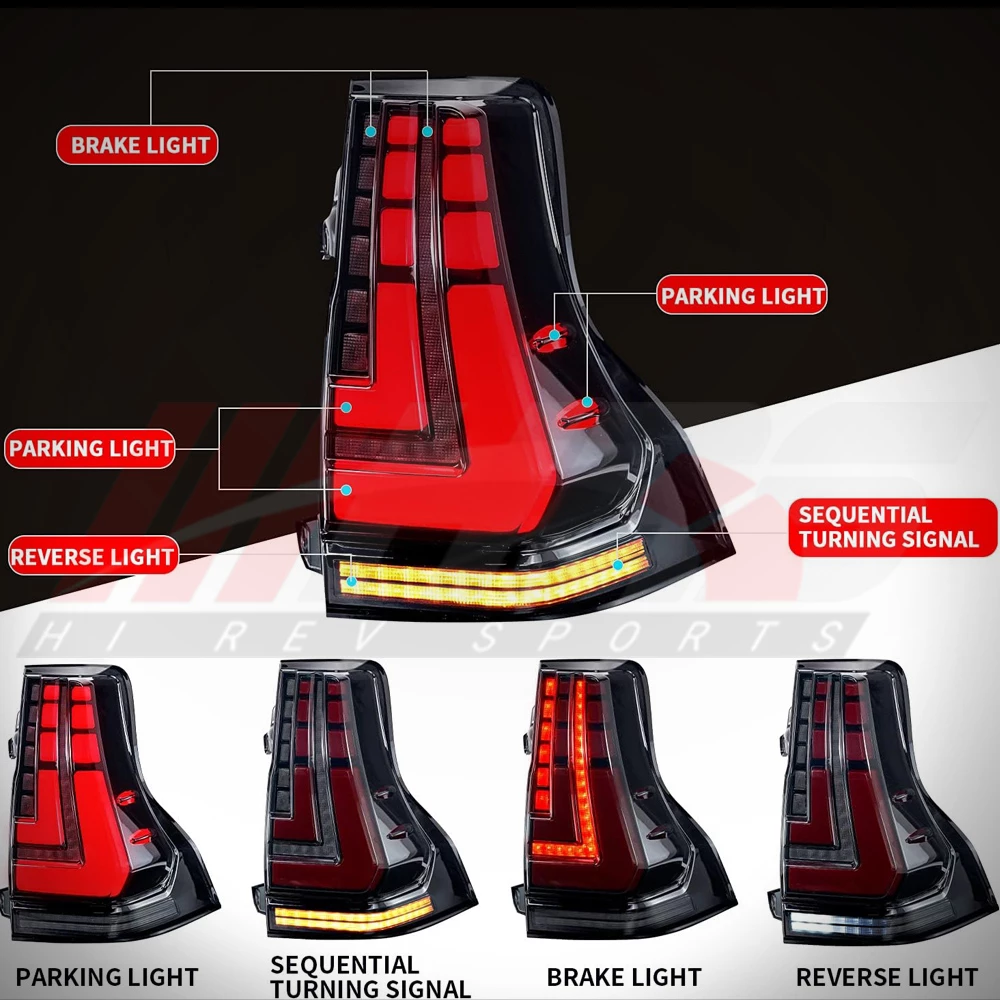 BRAKE LIGHT
PARKING LIGHT
PARKING LIGHT
REVERSE LIGHT
SEQUENTIAL
TURNING SIGNAL
HI REV SPORTS
PARKING LIGHT
SEQUENTIAL
TURNING SIGNAL
BRAKE LIGHT
REVERSE LIGHT